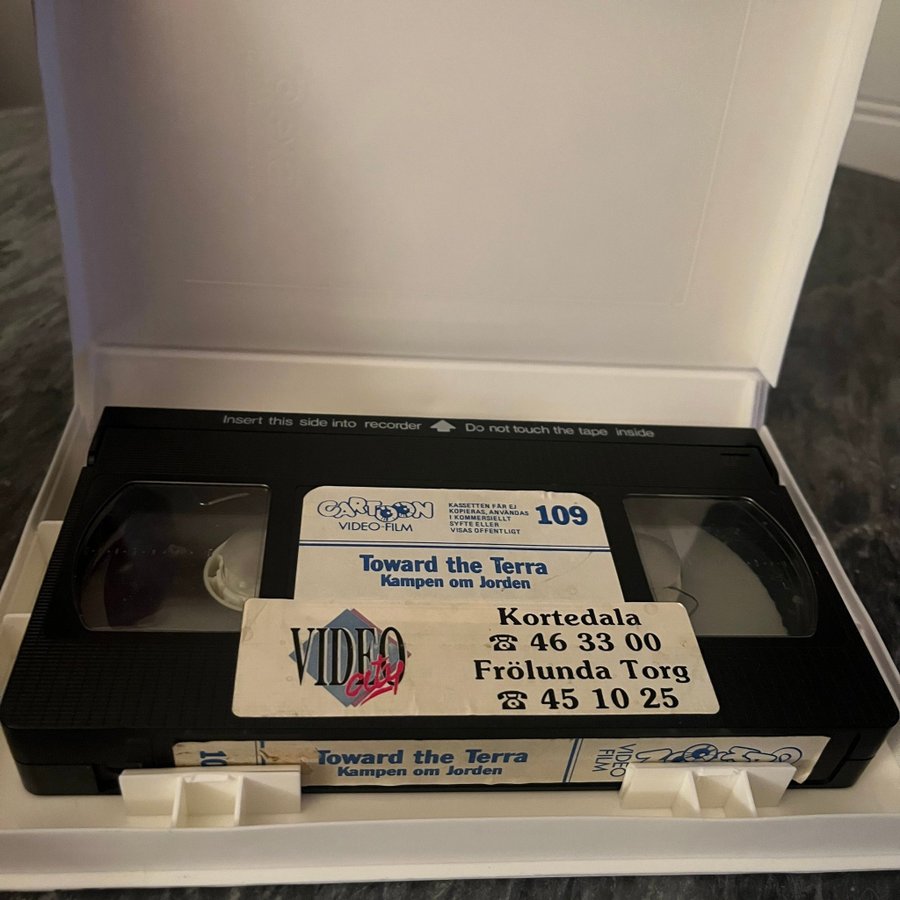 Insert this side into recorder Do not touch the tape inside
CARTOON
VIDEO FILM
KASSETTEN FÅR EJ
KOPIERAS, ANVÄNDAS
I KOMMERSIELLT
SYFTE ELLER
VISAS OFFENTLIGT
109
Toward the Terra
Kampen om Jorden
VIDEO
city
Kortedala
☎ 46 33 00
Frölunda Torg
☎ 45 10 25
10
Toward the Terra
Kampen om Jorden
VIDEO
FILM
CARTOON